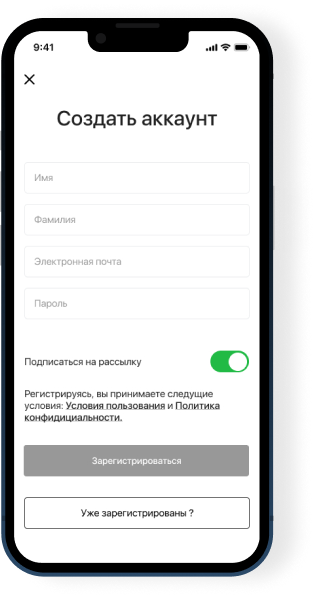 9:41
Создать аккаунт
Имя
Фамилия
Электронная почта
Пароль
Подписаться на рассылку
Регистрируясь, вы принимаете следущие
условия: Условия пользования и Политика
конфидициальности.
Зарегистрироваться
Уже зарегистрированы ?